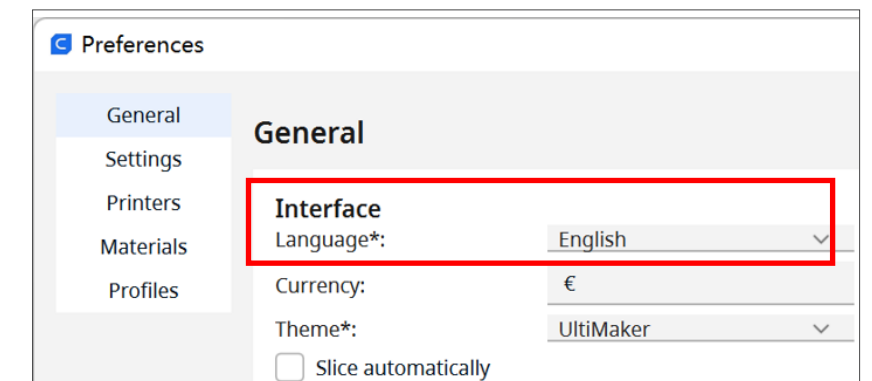 Preferences
General
Settings
Printers
Materials
Profiles
General
Interface
Language*: English
Currency: €
Theme*: UltiMaker
Slice automatically